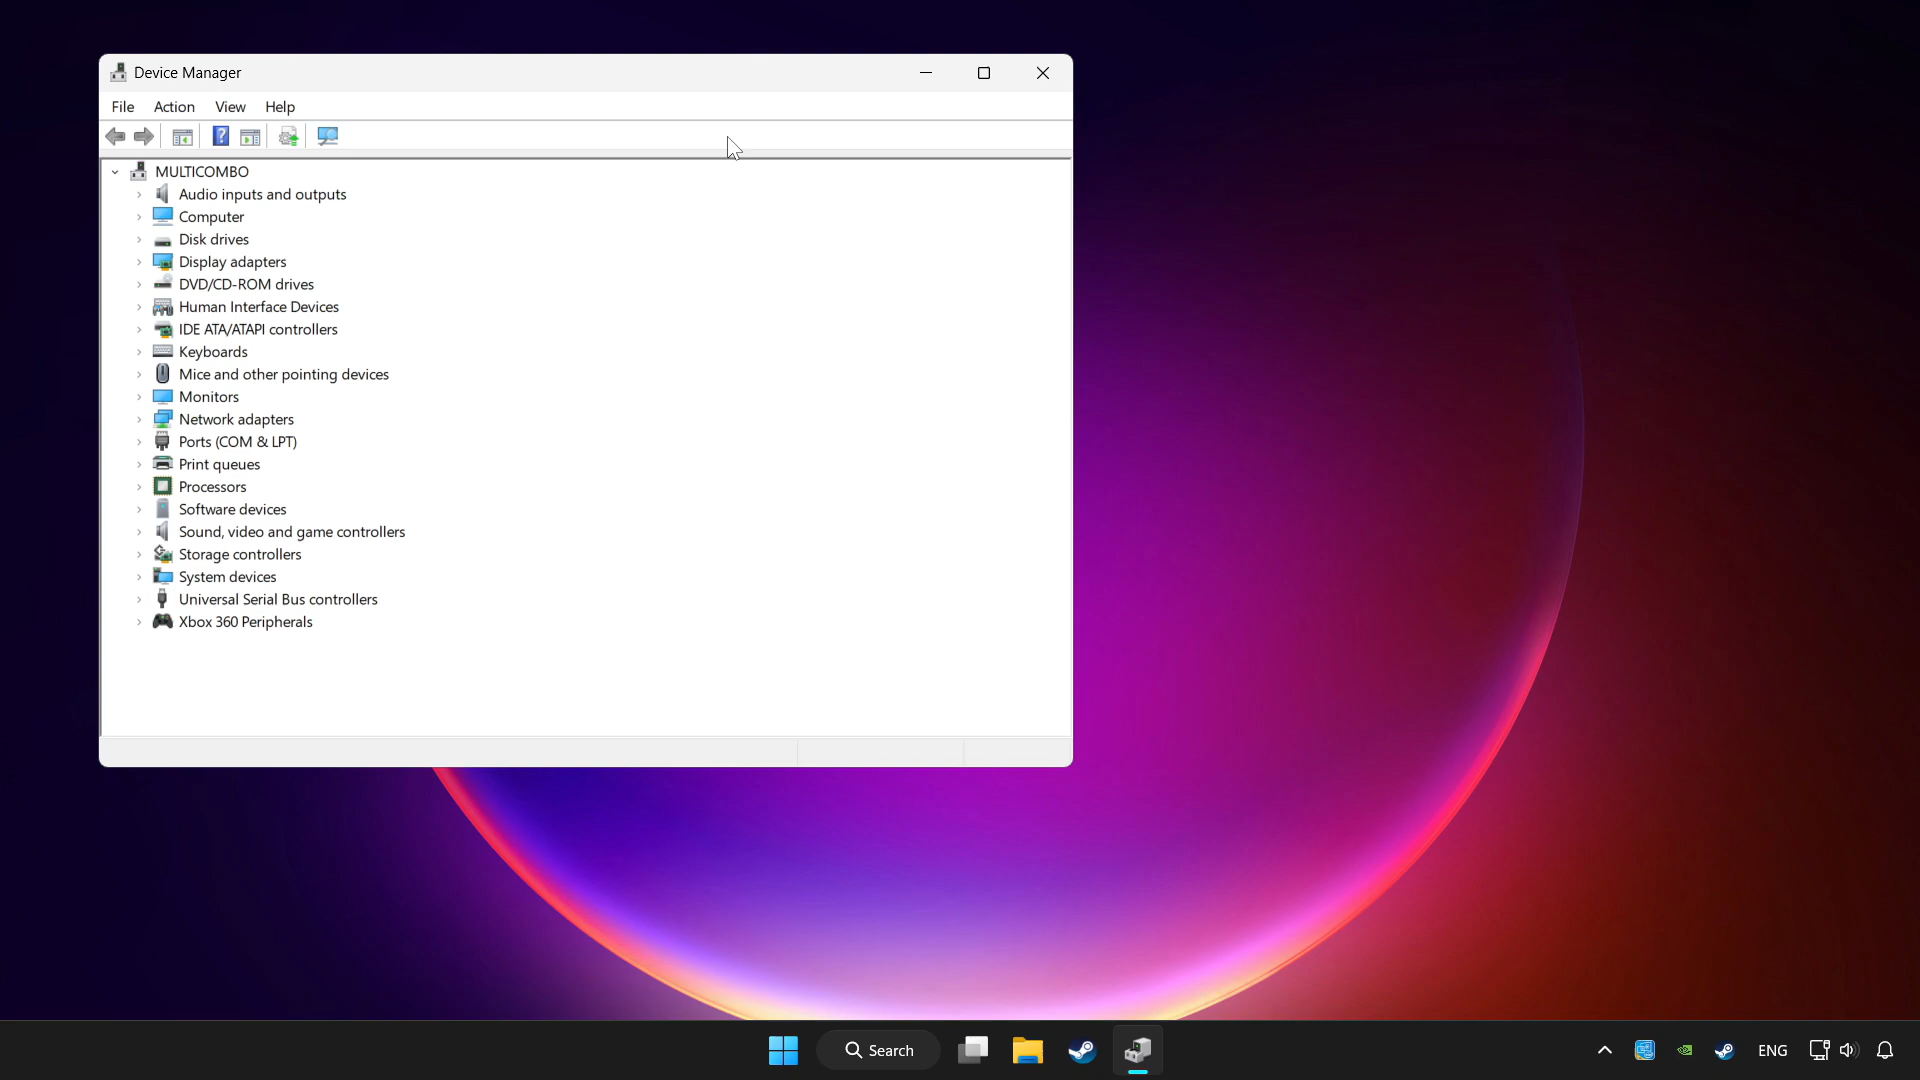 Device Manager
File Action View Help
MULTICOMBO
Audio inputs and outputs
Computer
Disk drives
Display adapters
DVD/CD-ROM drives
Human Interface Devices
IDE ATA/ATAPI controllers
Keyboards
Mice and other pointing devices
Monitors
Network adapters
Ports (COM & LPT)
Print queues
Processors
Software devices
Sound, video and game controllers
Storage controllers
System devices
Universal Serial Bus controllers
Xbox 360 Peripherals
Search
ENG